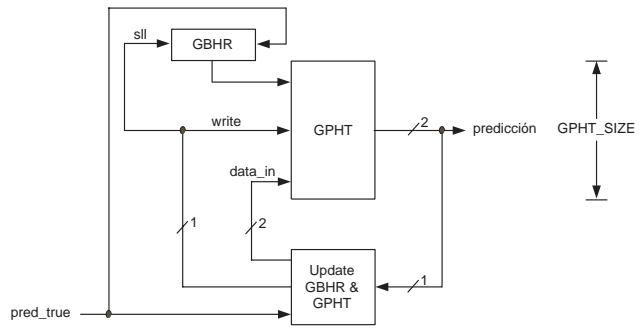 sll
GBHR
write
GPHT
2
predicción
GPHT_SIZE
data_in
1
2
Update
GBHR &
GPHT
1
pred_true